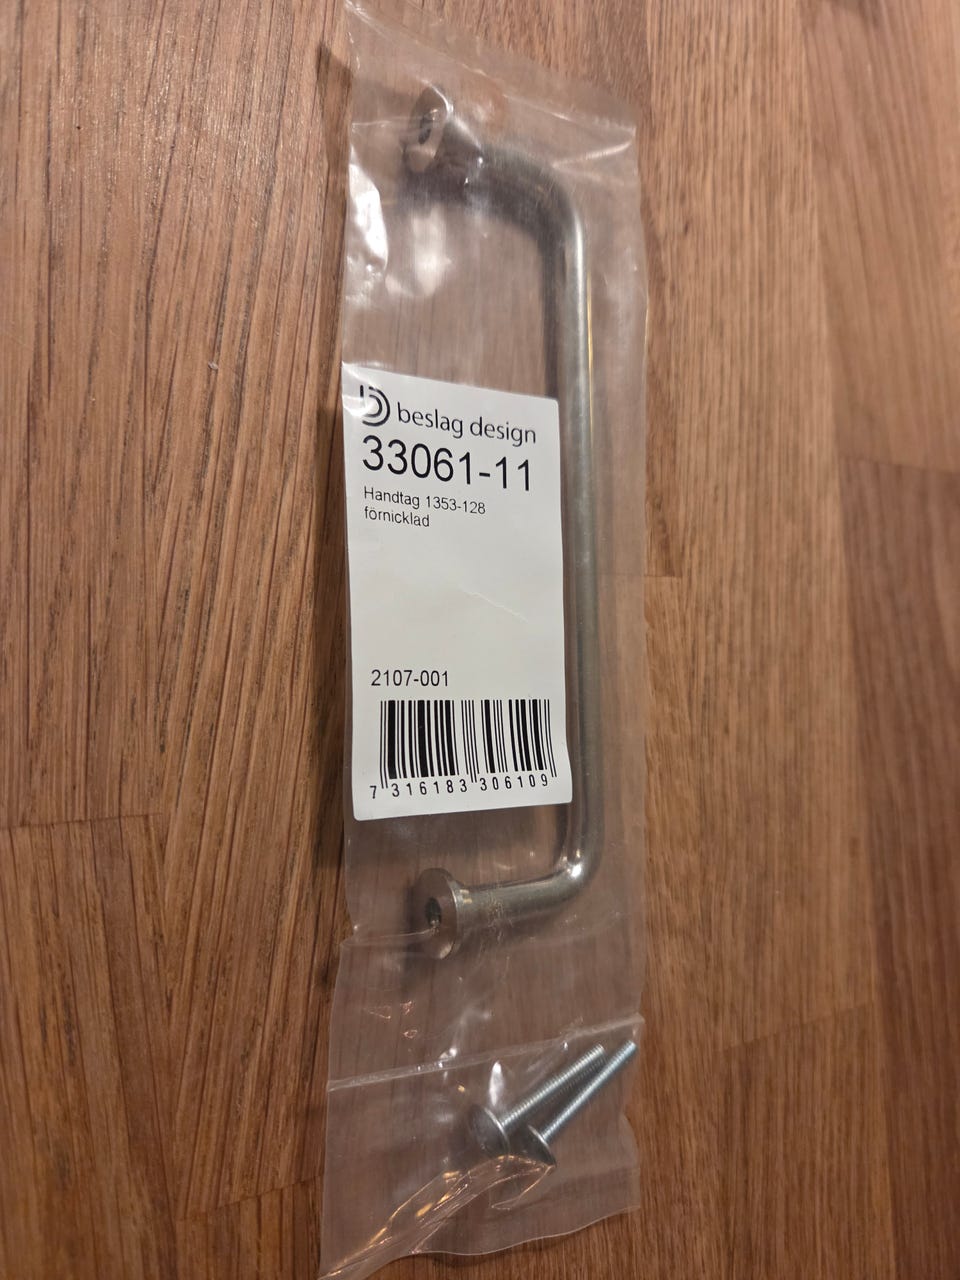 beslag design
33061-11
Handtag 1353-128
förnicklad
2107-001
7 316183 306109